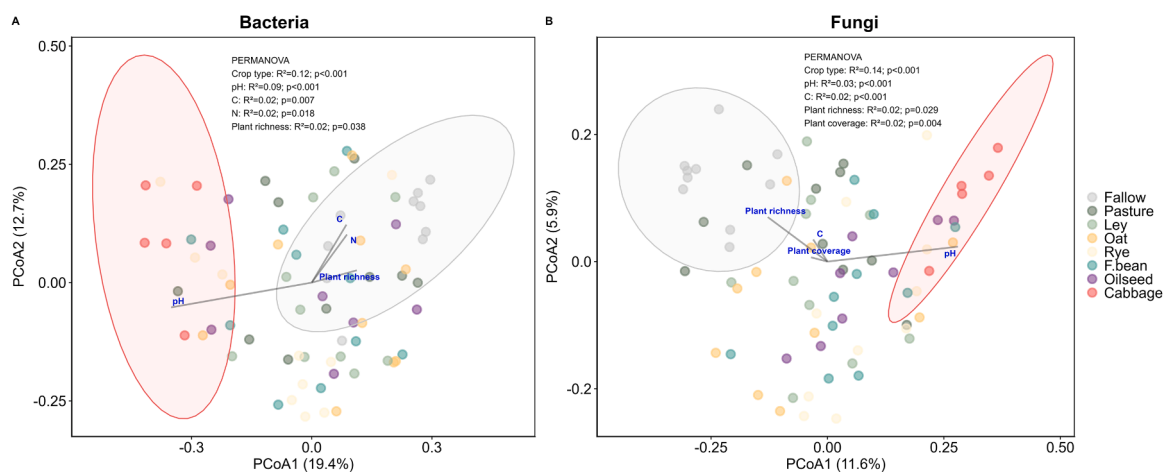 A
Bacteria
PERMANOVA
Crop type: R²=0.12; p<0.001
pH: R²=0.09; p<0.001
C: R²=0.02; p=0.007
N: R²=0.02; p=0.018
Plant richness: R²=0.02; p=0.038
0.50
0.25
0.00
-0.25
PCoA2 (12.7%)
C
N
Plant richness
pH
-0.3
0.0
0.3
PCoA1 (19.4%)
B
Fungi
PERMANOVA
Crop type: R²=0.14; p<0.001
pH: R²=0.03; p<0.001
C: R²=0.02; p<0.001
Plant richness: R²=0.02; p=0.029
Plant coverage: R²=0.02; p=0.004
0.2
0.0
-0.2
PCoA2 (5.9%)
Plant richness
C
Plant coverage
pH
-0.25
0.00
0.25
0.50
PCoA1 (11.6%)
Fallow
Pasture
Ley
Oat
Rye
F.bean
Oilseed
Cabbage